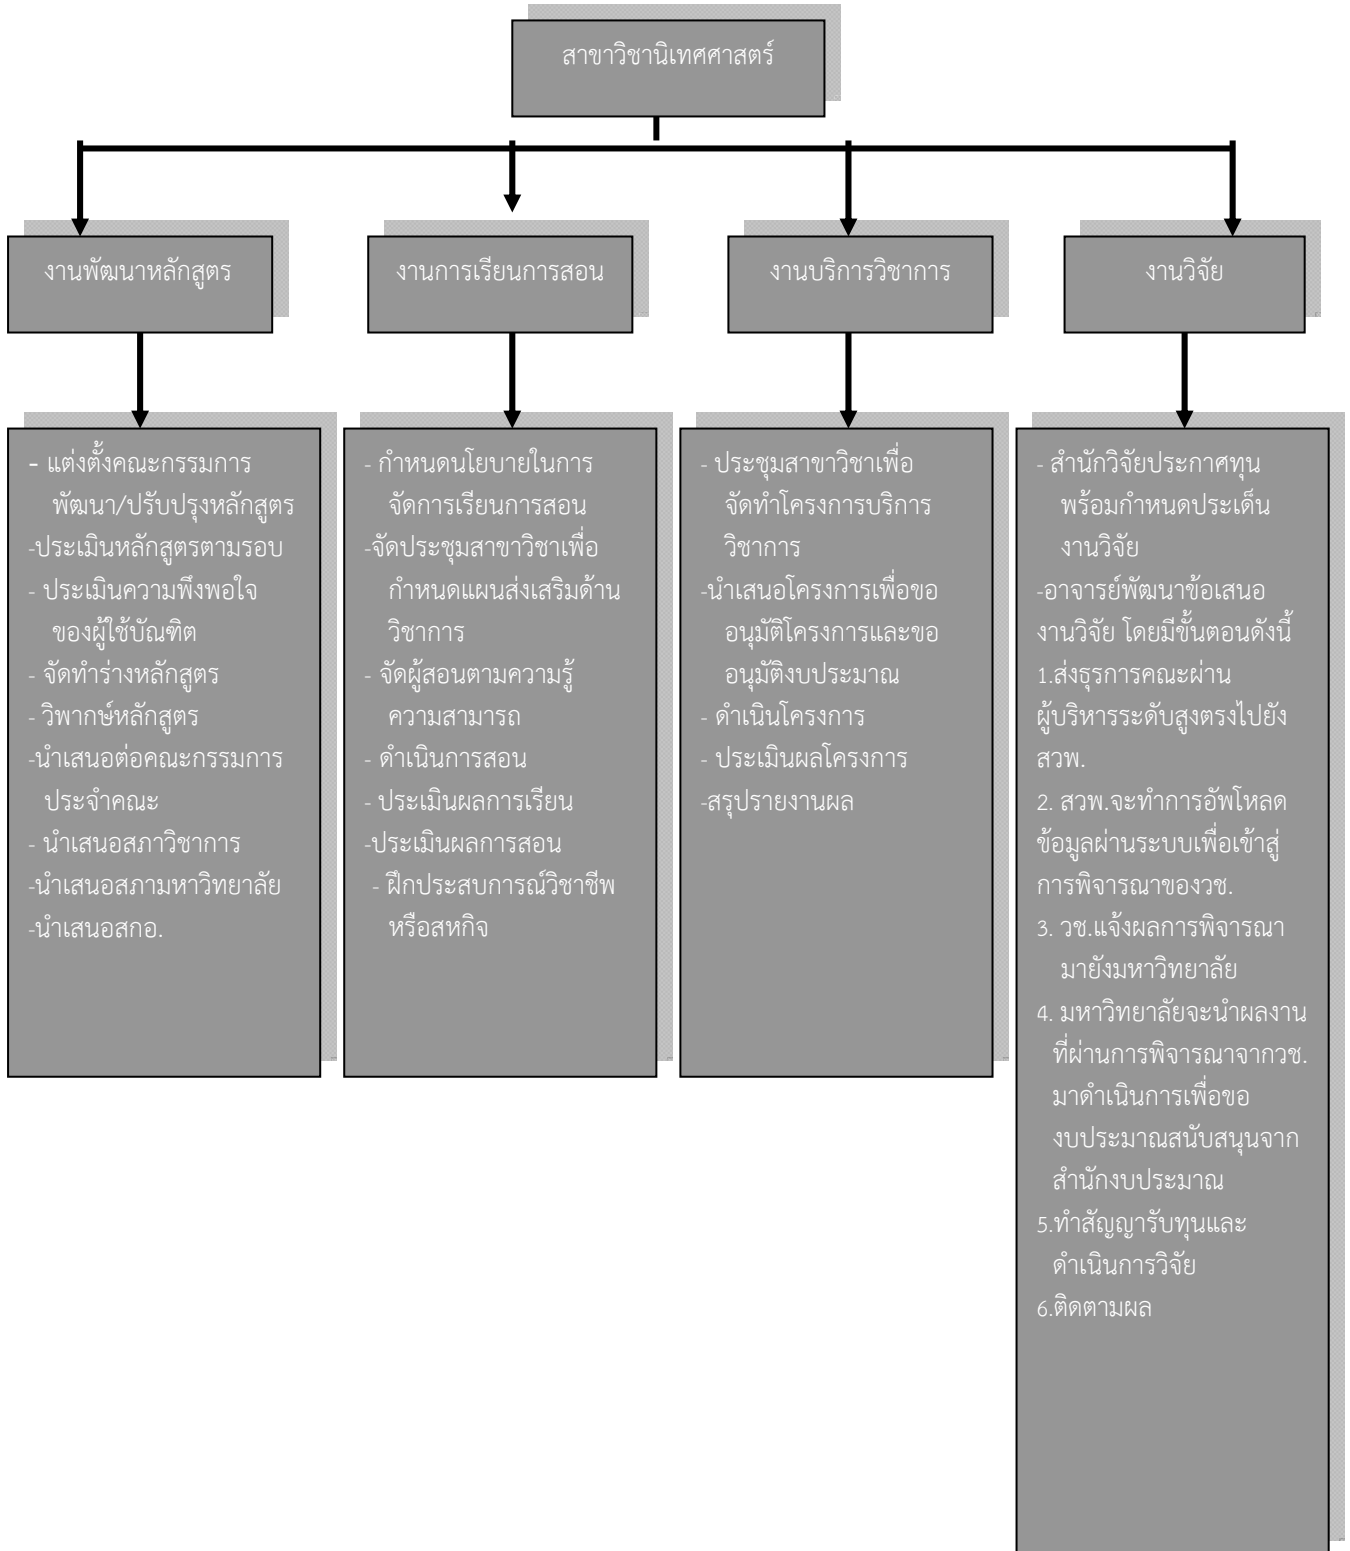 สาขาวิชานิเทศศาสตร์
งานพัฒนาหลักสูตร
งานการเรียนการสอน
งานบริการวิชาการ
งานวิจัย
- แต่งตั้งคณะกรรมการ
พัฒนา/ปรับปรุงหลักสูตร
-ประเมินหลักสูตรตามรอบ
- ประเมินความพึงพอใจ
ของผู้ใช้บัณฑิต
- จัดทำร่างหลักสูตร
- วิพากษ์หลักสูตร
-นำเสนอต่อคณะกรรมการ
ประจำคณะ
- นำเสนอสภาวิชาการ
-นำเสนอสภามหาวิทยาลัย
-นำเสนอสกอ.
- กำหนดนโยบายในการ
จัดการเรียนการสอน
-จัดประชุมสาขาวิชาเพื่อ
กำหนดแผนส่งเสริมด้าน
วิชาการ
- จัดผู้สอนตามความรู้
ความสามารถ
- ดำเนินการสอน
- ประเมินผลการเรียน
-ประเมินผลการสอน
- ฝึกประสบการณ์วิชาชีพ
หรือสหกิจ
- ประชุมสาขาวิชาเพื่อ
จัดทำโครงการบริการ
วิชาการ
-นำเสนอโครงการเพื่อขอ
อนุมัติโครงการและขอ
อนุมัติงบประมาณ
- ดำเนินโครงการ
- ประเมินผลโครงการ
-สรุปรายงานผล
- สำนักวิจัยประกาศทุน
พร้อมกำหนดประเด็น
งานวิจัย
-อาจารย์พัฒนาข้อเสนอ
งานวิจัย โดยมีขั้นตอนดังนี้
1.ส่งธุรการคณะผ่าน
ผู้บริหารระดับสูงตรงไปยัง
สวพ.
2. สวพ.จะทำการอัพโหลด
ข้อมูลผ่านระบบเพื่อเข้าสู่
การพิจารณาของวช.
3. วช.แจ้งผลการพิจารณา
มายังมหาวิทยาลัย
4. มหาวิทยาลัยจะนำผลงาน
ที่ผ่านการพิจารณาจากวช.
มาดำเนินการเพื่อขอ
งบประมาณสนับสนุนจาก
สำนักงบประมาณ
5.ทำสัญญารับทุนและ
ดำเนินการวิจัย
6.ติดตามผล